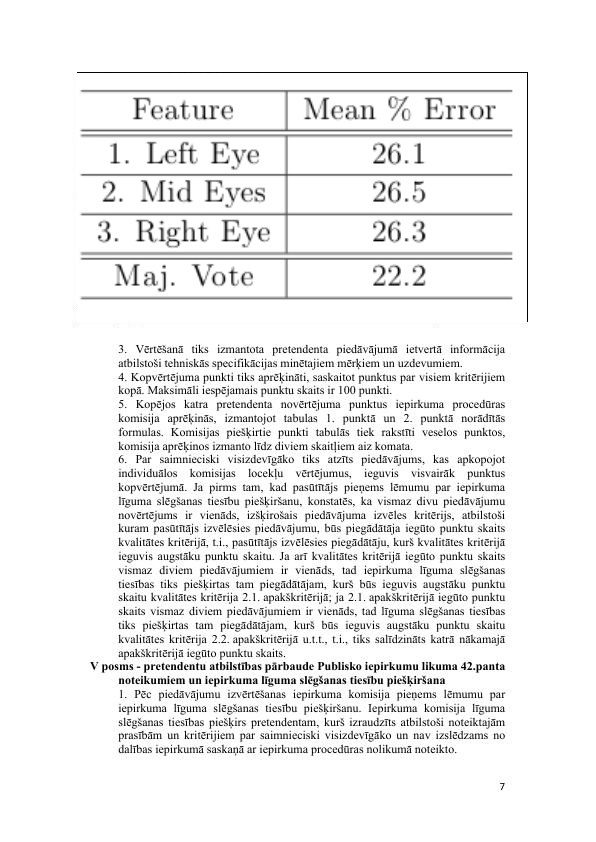 Feature Mean % Error
1. Left Eye 26.1
2. Mid Eyes 26.5
3. Right Eye 26.3
Maj. Vote 22.2
3. Vērtēšanā tiks izmantota pretendenta piedāvājumā ietvertā informācija
atbilstoši tehniskās specifikācijas minētajiem mērķiem un uzdevumiem.
4. Kopvērtējuma punkti tiks aprēķināti, saskaitot punktus par visiem kritērijiem
kopā. Maksimāli iespējamais punktu skaits ir 100 punkti.
5. Kopējos katra pretendenta novērtējuma punktus iepirkuma procedūras
komisija aprēķinās, izmantojot tabulas 1. punktā un 2. punktā norādītās
formulas. Komisijas piešķirtie punkti tabulās tiek rakstīti veselos punktos,
komisija aprēķinos izmanto līdz diviem skaitļiem aiz komata.
6. Par saimnieciski visizdevīgāko tiks atzīts piedāvājums, kas apkopojot
individuālos komisijas locekļu vērtējumus, ieguvis visvairāk punktus
kopvērtējumā. Ja pirms tam, kad pasūtītājs pieņems lēmumu par iepirkuma
līguma slēgšanas tiesību piešķiršanu, konstatēs, ka vismaz divu piedāvājumu
novērtējums ir vienāds, izšķirošais piedāvājuma izvēles kritērijs, atbilstoši
kuram pasūtītājs izvēlēsies piedāvājumu, būs piegādātāja iegūto punktu skaits
kvalitātes kritērijā, t.i., pasūtītājs izvēlēsies piegādātāju, kurš kvalitātes kritērijā
ieguvis augstāku punktu skaitu. Ja arī kvalitātes kritērijā iegūto punktu skaits
vismaz diviem piedāvājumiem ir vienāds, tad iepirkuma līguma slēgšanas
tiesības tiks piešķirtas tam piegādātājam, kurš būs ieguvis augstāku punktu
skaitu kvalitātes kritērija 2.1. apakškritērijā; ja 2.1. apakškritērijā iegūto punktu
skaits vismaz diviem piedāvājumiem ir vienāds, tad līguma slēgšanas tiesības
tiks piešķirtas tam piegādātājam, kurš būs ieguvis augstāku punktu skaitu
kvalitātes kritērija 2.2. apakškritērijā u.t.t., t.i., tiks salīdzināts katrā nākamajā
apakškritērijā iegūto punktu skaits.
V posms - pretendentu atbilstības pārbaude Publisko iepirkumu likuma 42.panta
noteikumiem un iepirkuma līguma slēgšanas tiesību piešķiršana
1. Pēc piedāvājumu izvērtēšanas iepirkuma komisija pieņems lēmumu par
iepirkuma līguma slēgšanas tiesību piešķiršanu. Iepirkuma komisija līguma
slēgšanas tiesības piešķirs pretendentam, kurš izraudzīts atbilstoši noteiktajām
prasībām un kritērijiem par saimnieciski visizdevīgāko un nav izslēdzams no
dalības iepirkumā saskaņā ar iepirkuma procedūras nolikumā noteikto.
7